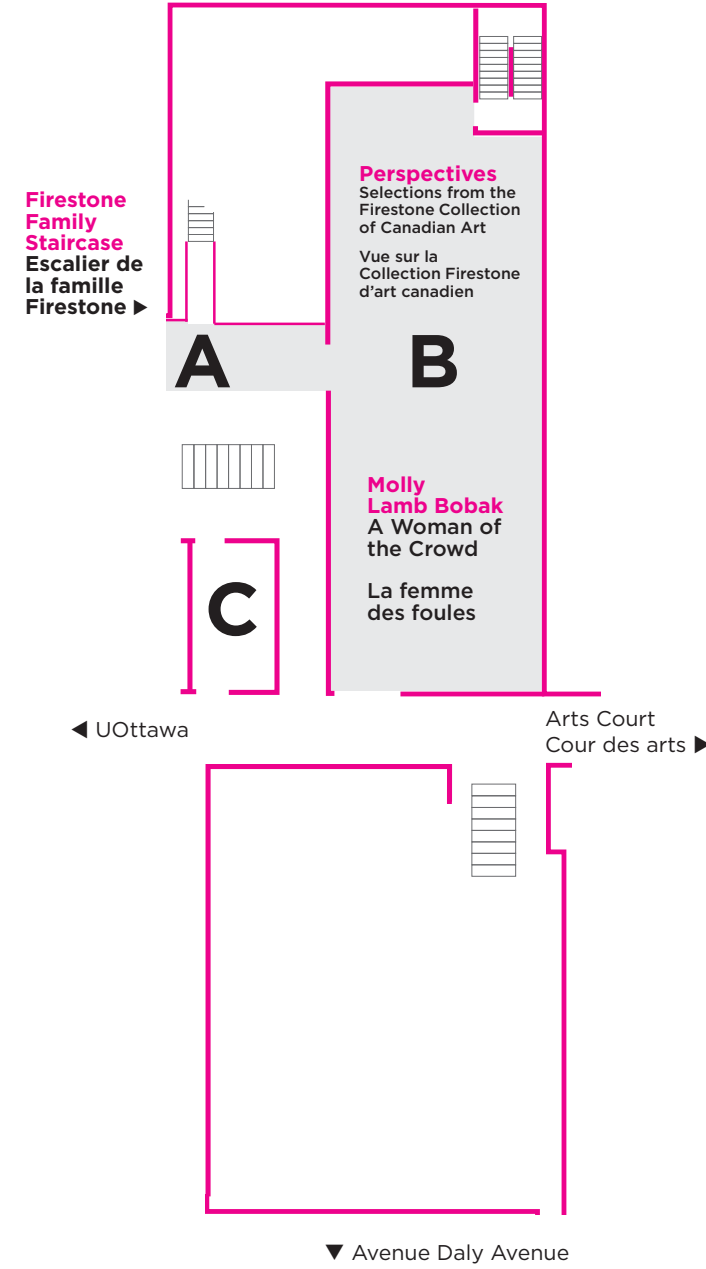 Perspectives
Selections from the
Firestone Collection
of Canadian Art
Vue sur la
Collection Firestone
d’art canadien
Firestone
Family
Staircase
Escalier de
la famille
Firestone ▶
A
B
Molly
Lamb Bobak
A Woman of
the Crowd
La femme
des foules
C
◀ UOttawa
Arts Court
Cour des arts ▶
▼ Avenue Daly Avenue